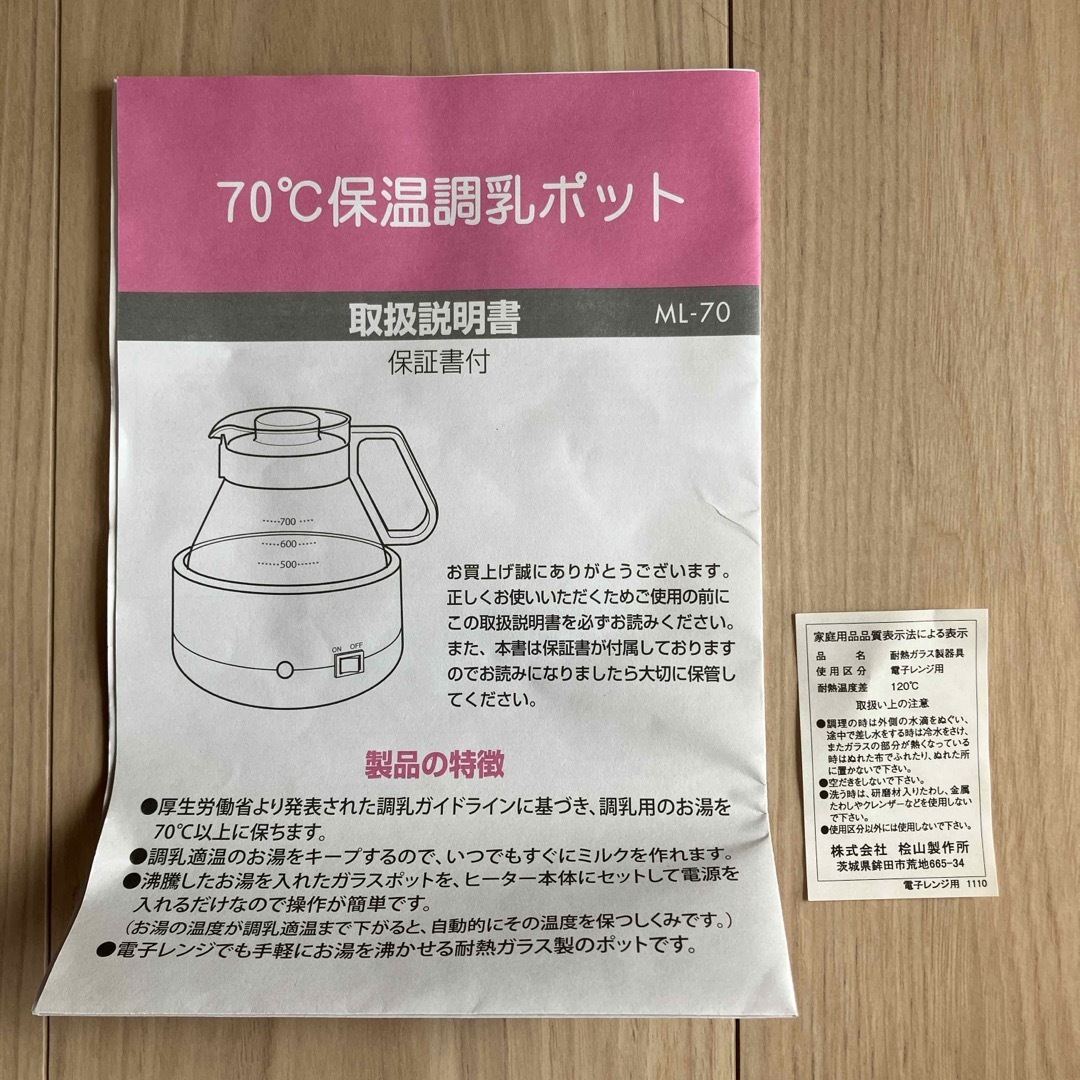 70℃保温調乳ポット
取扱説明書 ML-70
保証書付
700
600
500
ON OFF
お買上げ誠にありがとうございます。
正しくお使いいただくためご使用の前に
この取扱説明書を必ずお読みください。
また、本書は保証書が付属しております
のでお読みになりましたら大切に保管し
てください。
製品の特徴
●厚生労働省より発表された調乳ガイドラインに基づき、調乳用のお湯を
70℃以上に保ちます。
●調乳適温のお湯をキープするので、いつでもすぐにミルクを作れます。
●沸騰したお湯を入れたガラスポットを、ヒーター本体にセットして電源を
入れるだけなので操作が簡単です。
(お湯の温度が調乳適温まで下がると、自動的にその温度を保つしくみです。)
●電子レンジでも手軽にお湯を沸かせる耐熱ガラス製のポットです。
家庭用品品質表示法による表示
品名 耐熱ガラス製器具
使用区分 電子レンジ用
耐熱温度差 120℃
取扱い上の注意
●調理の時は外側の水滴をぬぐい、
途中で差し水をする時は冷水をさけ、
またガラスの部分が熱くなっている
時はぬれた布でふれたり、ぬれた所
に置かないで下さい。
●空だきをしないで下さい。
●洗う時は、研磨材入りたわし、金属
たわしやクレンザーなどを使用しない
で下さい。
●使用区分以外には使用しないで下さい。
株式会社 桧山製作所
茨城県鉾田市荒地665-34
電子レンジ用 1110